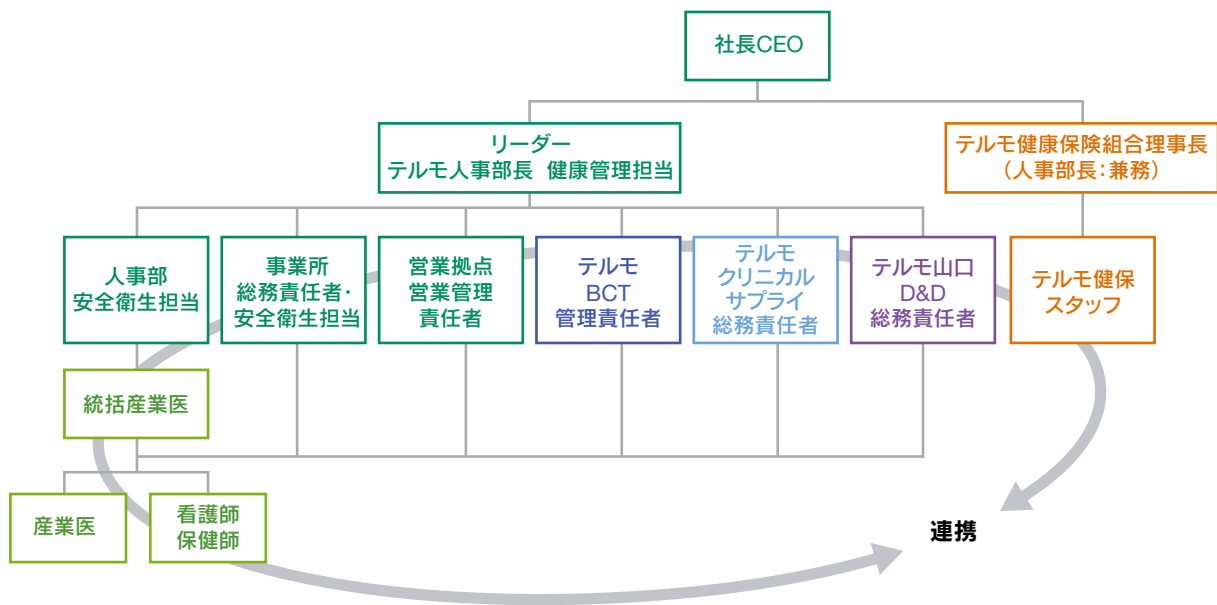 社長CEO
リーダー
テルモ人事部長 健康管理担当
テルモ健康保険組合理事長
（人事部長：兼務）
人事部
安全衛生担当
事業所
総務責任者・
安全衛生担当
営業拠点
営業管理
責任者
テルモ
BCT
管理責任者
テルモ
クリニカル
サプライ
総務責任者
テルモ山口
D&D
総務責任者
テルモ健保
スタッフ
統括産業医
産業医
看護師
保健師
連携